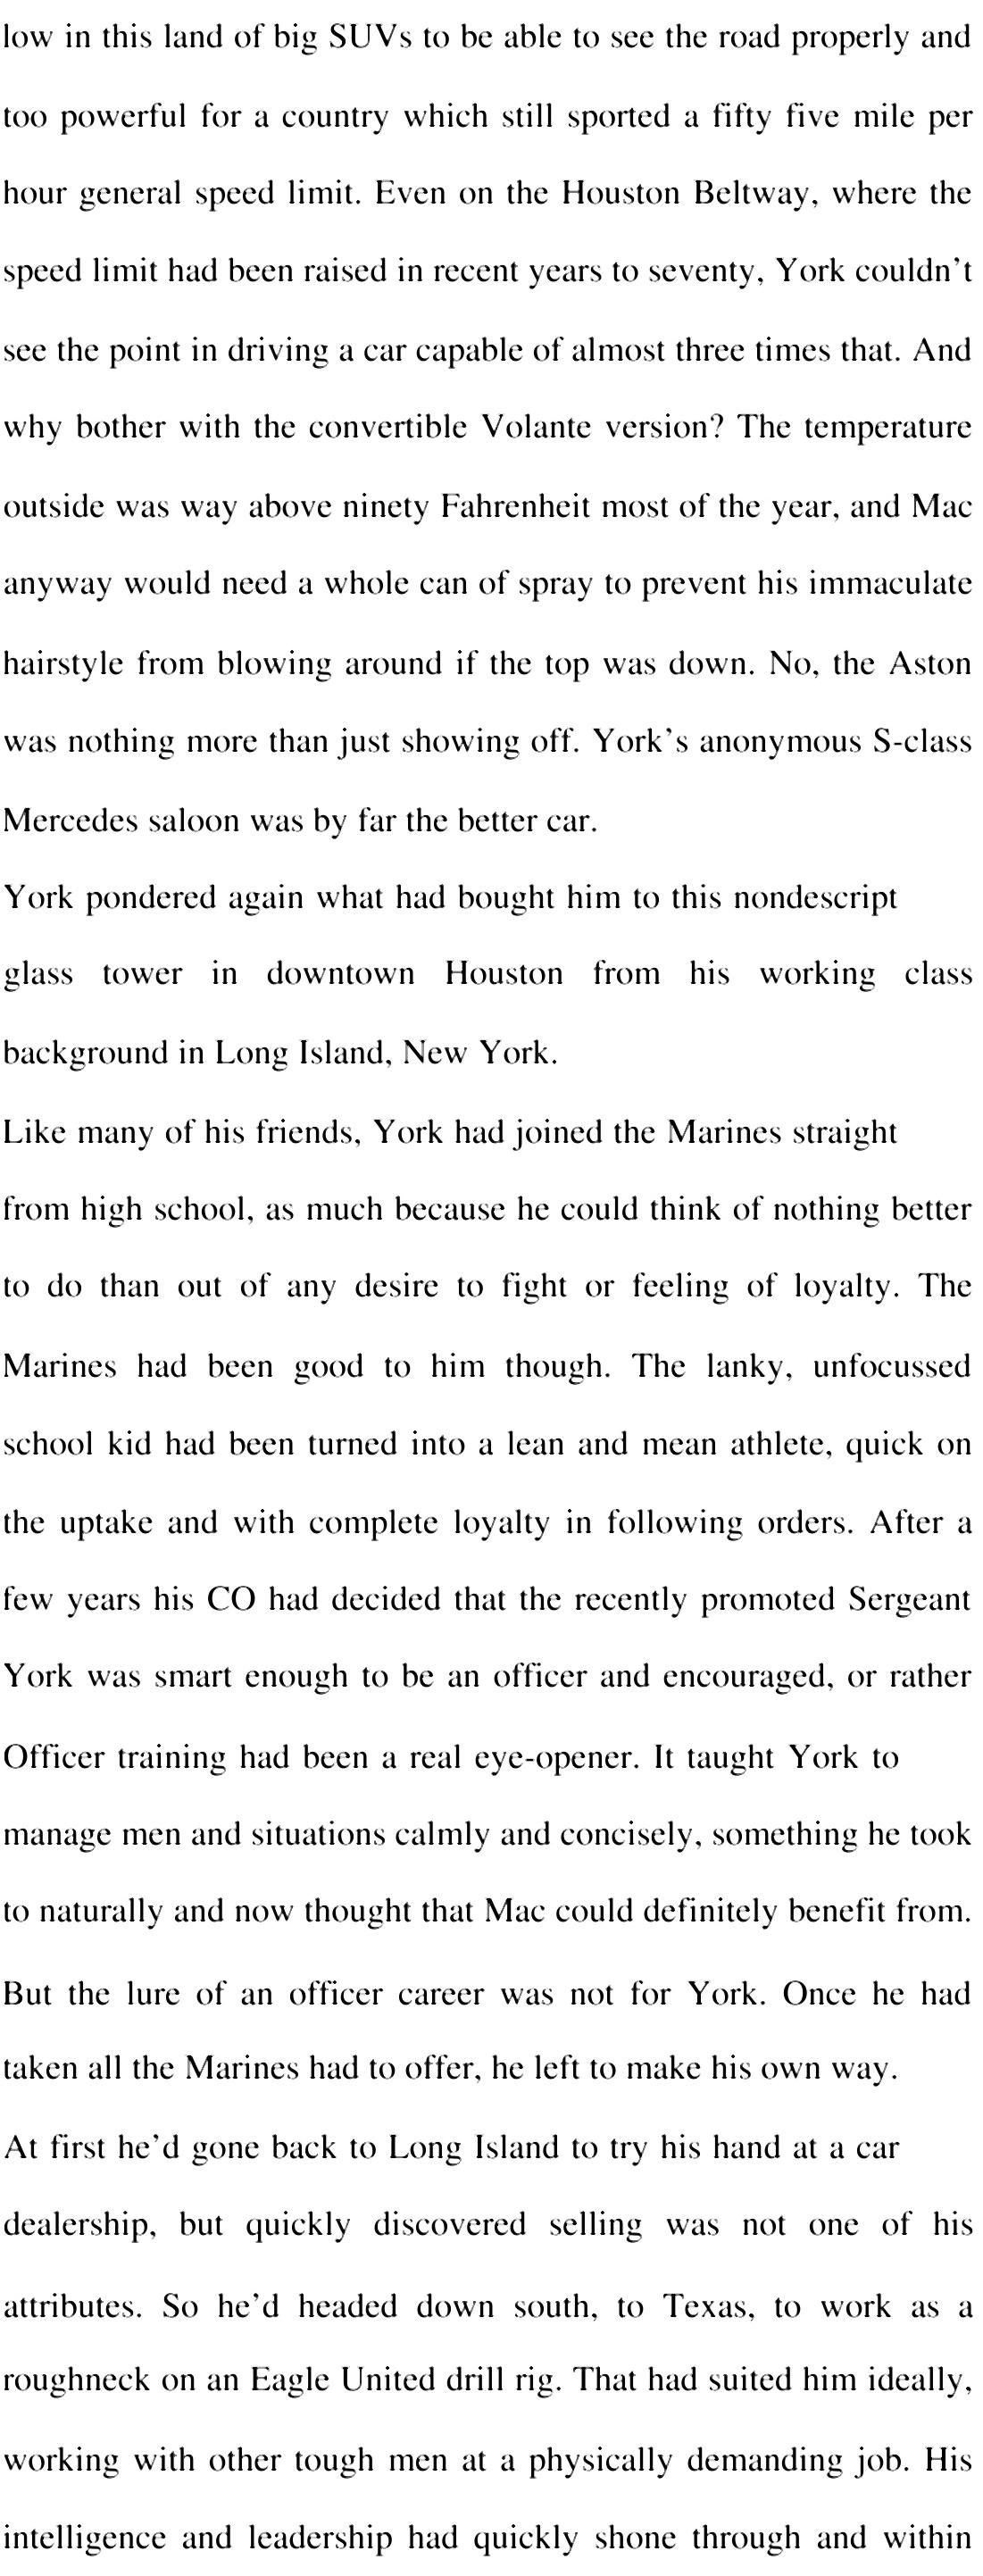 low in this land of big SUVs to be able to see the road properly and
too powerful for a country which still sported a fifty five mile per
hour general speed limit. Even on the Houston Beltway, where the
speed limit had been raised in recent years to seventy, York couldn’t
see the point in driving a car capable of almost three times that. And
why bother with the convertible Volante version? The temperature
outside was way above ninety Fahrenheit most of the year, and Mac
anyway would need a whole can of spray to prevent his immaculate
hairstyle from blowing around if the top was down. No, the Aston
was nothing more than just showing off. York’s anonymous S-class
Mercedes saloon was by far the better car.
York pondered again what had bought him to this nondescript
glass tower in downtown Houston from his working class
background in Long Island, New York.
Like many of his friends, York had joined the Marines straight
from high school, as much because he could think of nothing better
to do than out of any desire to fight or feeling of loyalty. The
Marines had been good to him though. The lanky, unfocussed
school kid had been turned into a lean and mean athlete, quick on
the uptake and with complete loyalty in following orders. After a
few years his CO had decided that the recently promoted Sergeant
York was smart enough to be an officer and encouraged, or rather
Officer training had been a real eye-opener. It taught York to
manage men and situations calmly and concisely, something he took
to naturally and now thought that Mac could definitely benefit from.
But the lure of an officer career was not for York. Once he had
taken all the Marines had to offer, he left to make his own way.
At first he’d gone back to Long Island to try his hand at a car
dealership, but quickly discovered selling was not one of his
attributes. So he’d headed down south, to Texas, to work as a
roughneck on an Eagle United drill rig. That had suited him ideally,
working with other tough men at a physically demanding job. His
intelligence and leadership had quickly shone through and within